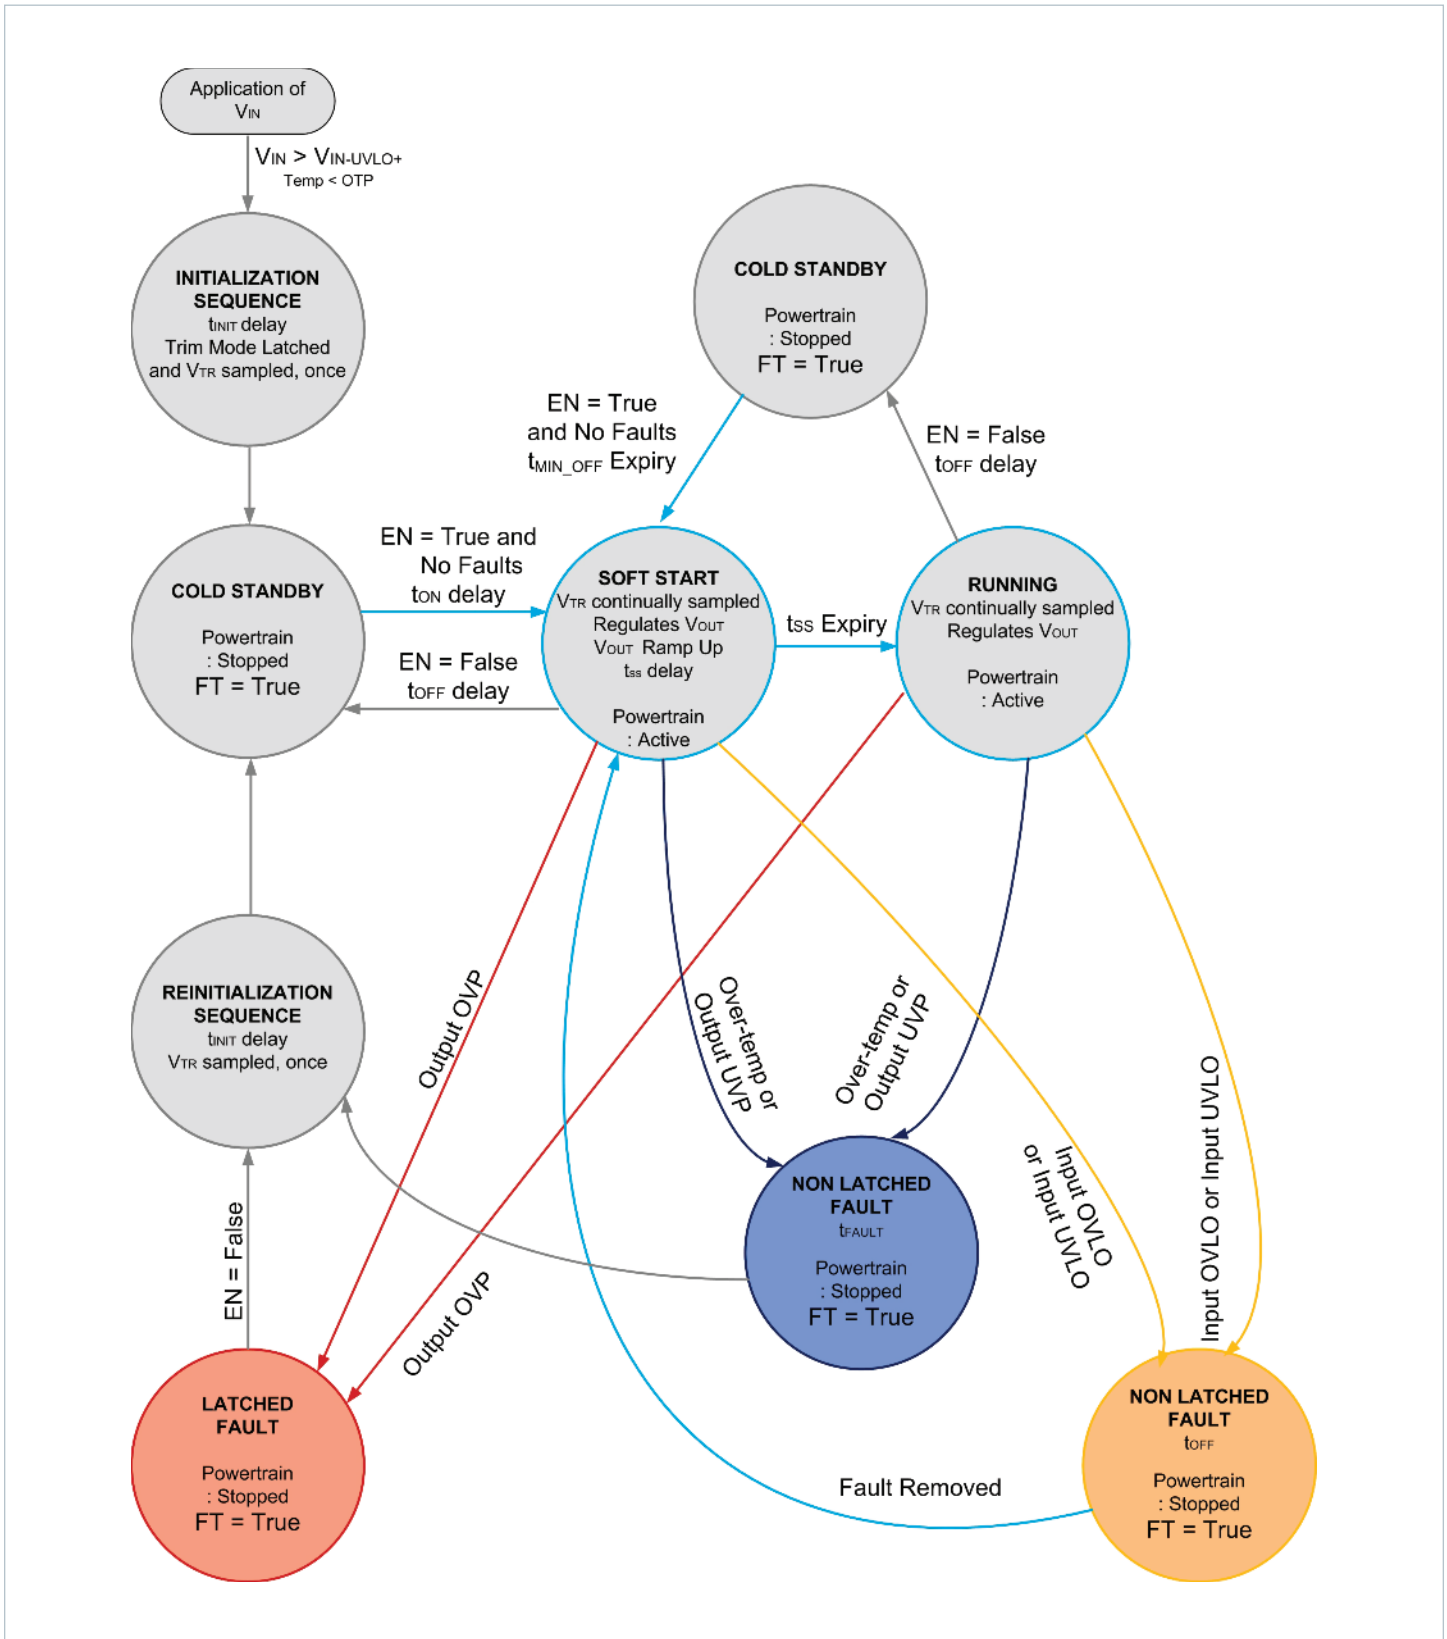 Application of
VIN
VIN > VIN-UVLO+
Temp < OTP
INITIALIZATION
SEQUENCE
tINIT delay
Trim Mode Latched
and VTR sampled, once
COLD STANDBY
Powertrain
: Stopped
FT = True
EN = True
and No Faults
tMIN_OFF Expiry
EN = False
tOFF delay
COLD STANDBY
Powertrain
: Stopped
FT = True
EN = True and
No Faults
tON delay
EN = False
tOFF delay
SOFT START
VTR continually sampled
Regulates VOUT
VOUT Ramp Up
tss delay
Powertrain
: Active
tSS Expiry
RUNNING
VTR continually sampled
Regulates VOUT
Powertrain
: Active
REINITIALIZATION
SEQUENCE
tINIT delay
VTR sampled, once
Output OVP
Over-temp or
Output UVP
Over-temp or
Output UVP
Input OVLO
or Input UVLO
Input OVLO or Input UVLO
EN = False
Output OVP
NON LATCHED
FAULT
tFAULT
Powertrain
: Stopped
FT = True
LATCHED
FAULT
Powertrain
: Stopped
FT = True
Fault Removed
NON LATCHED
FAULT
tOFF
Powertrain
: Stopped
FT = True